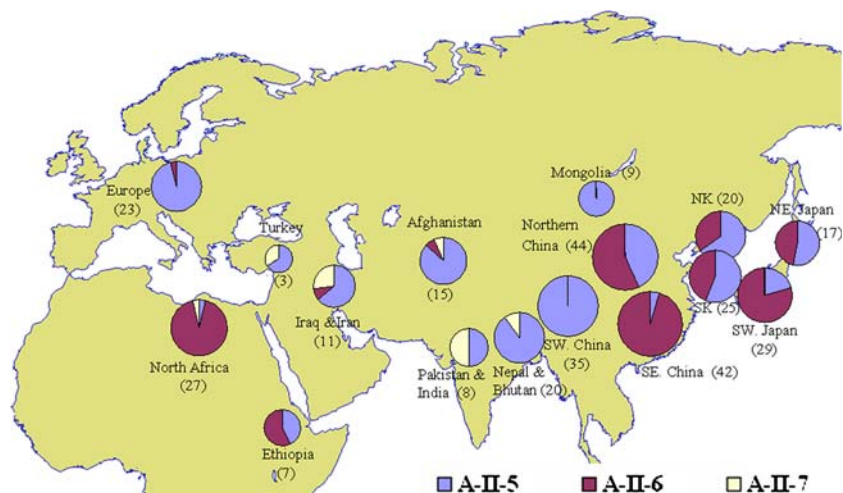 Mongolia (9)
Europe
(23)
NK (20)
NE. Japan
(17)
Turkey
(3)
Afghanistan
(15)
Northern
China (44)
Iraq & Iran
(11)
SK (25)
SW. China
(35)
SW. Japan
(29)
North Africa
(27)
Pakistan &
India (8)
Nepal &
Bhutan (20)
SE. China (42)
Ethiopia
(7)
A-II-5 A-II-6 A-II-7